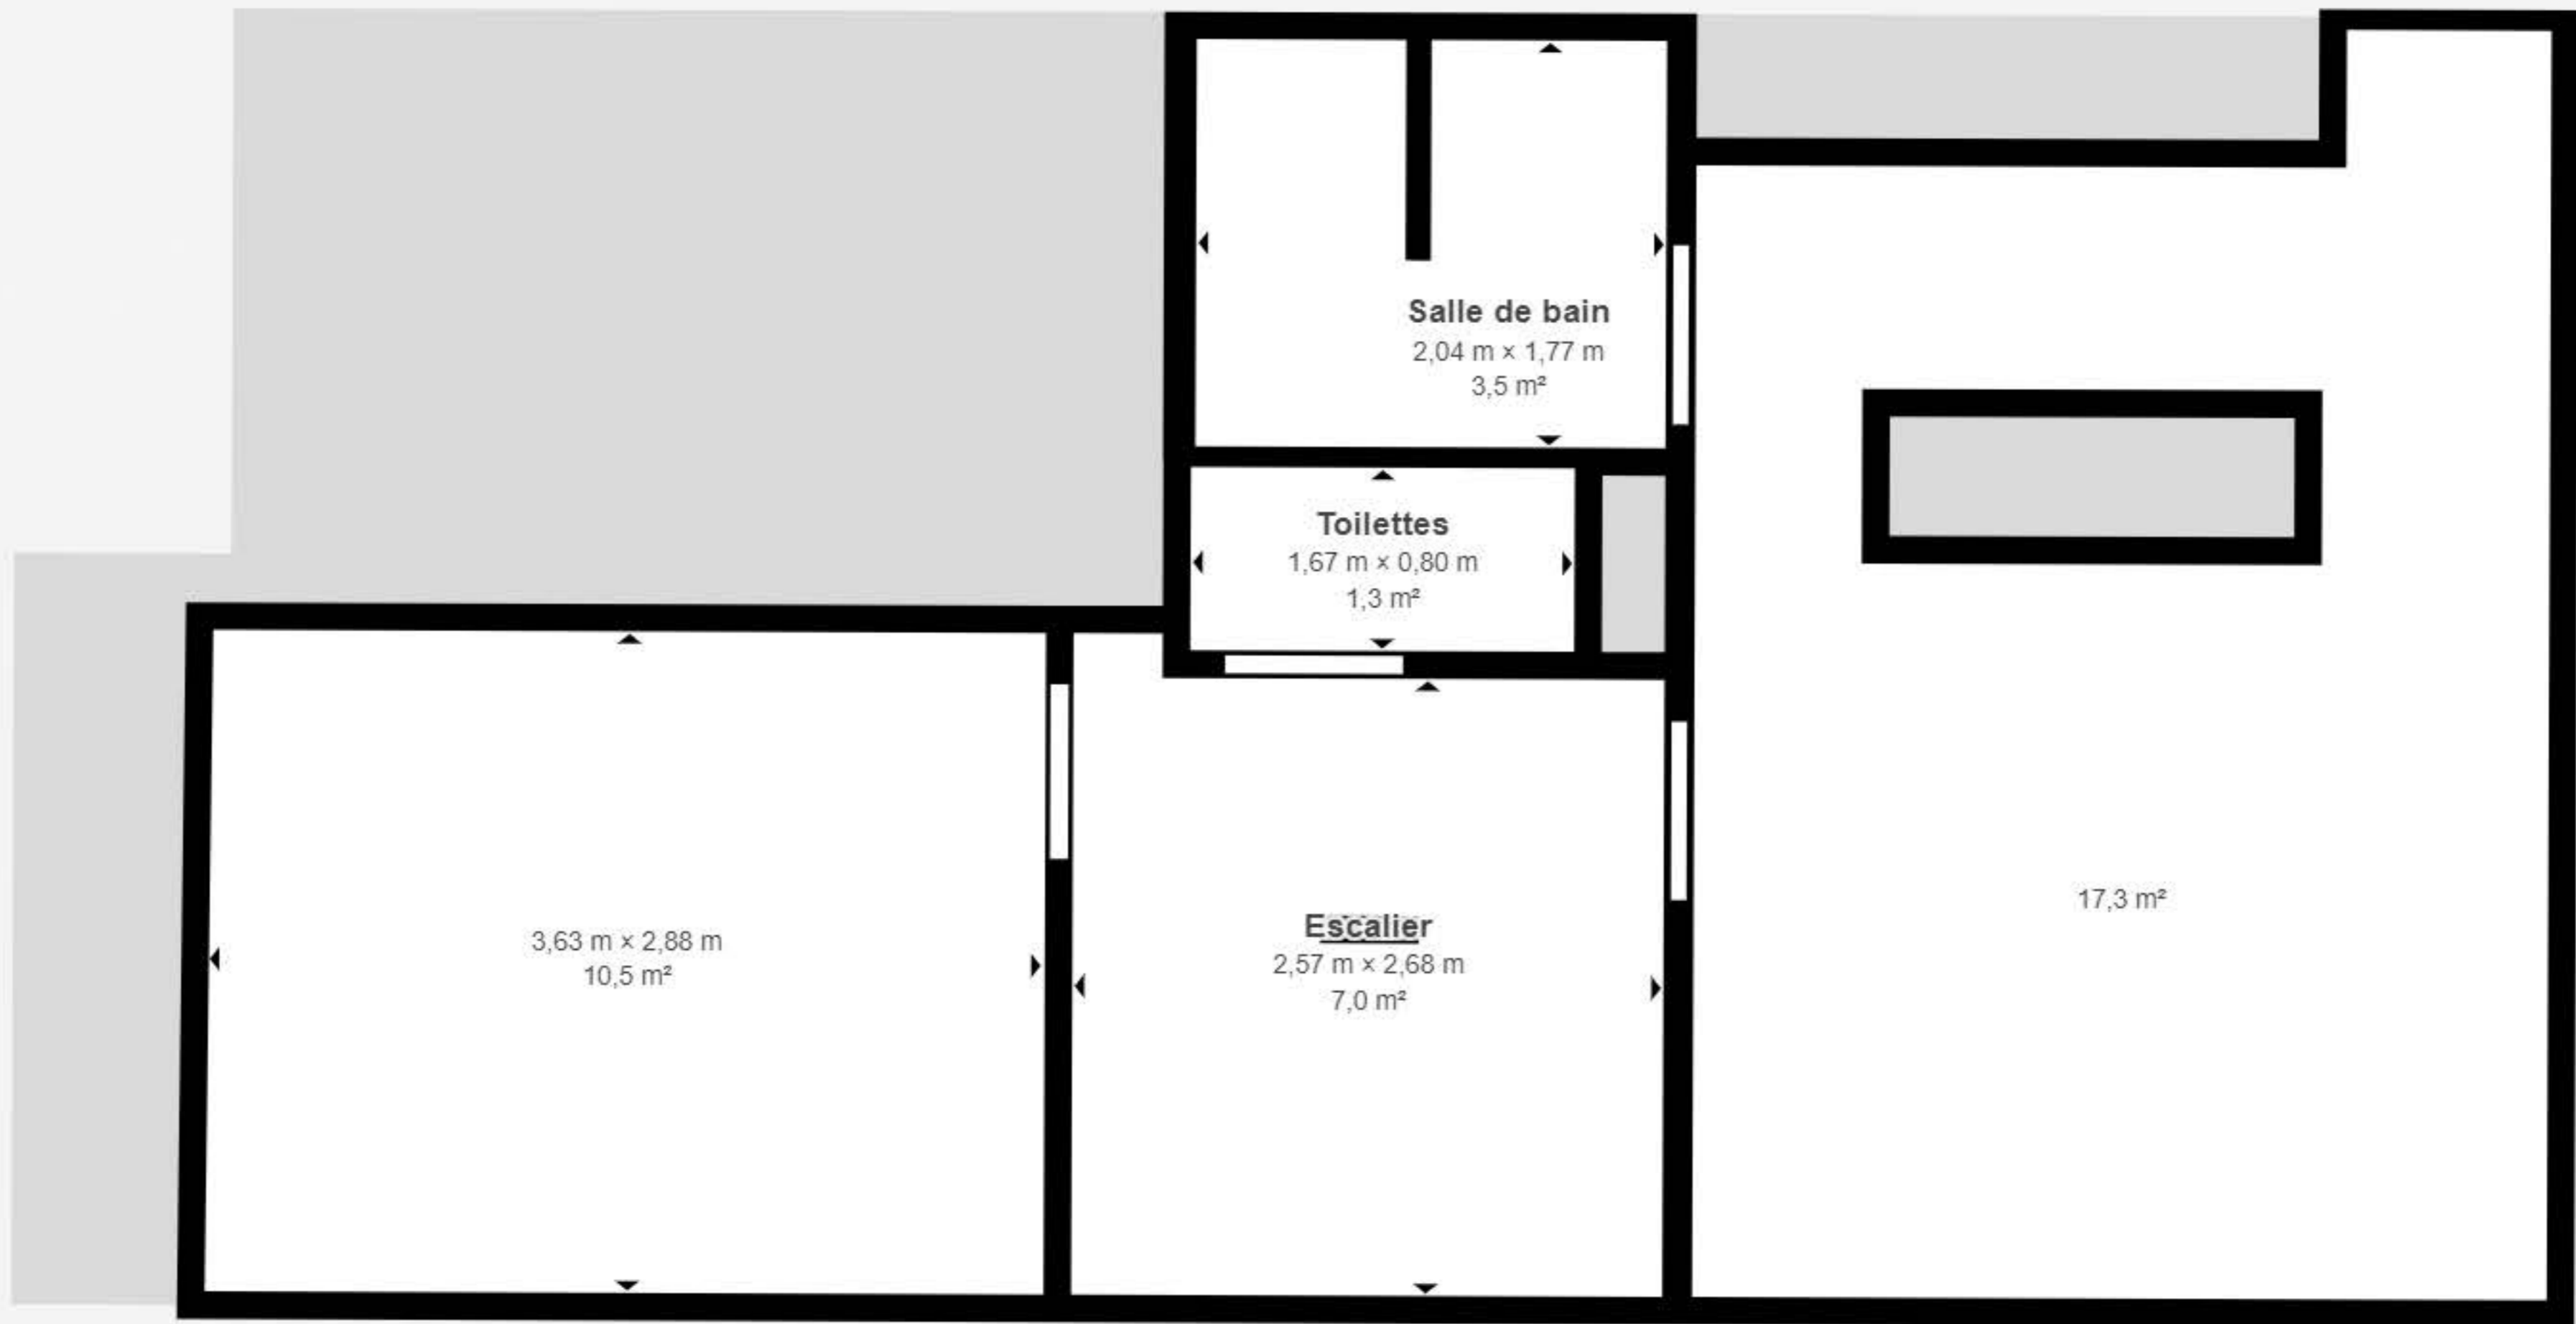 Salle de bain
2,04 m × 1,77 m
3,5 m²
Toilettes
1,67 m × 0,80 m
1,3 m²
17,3 m²
Escalier
2,57 m × 2,68 m
7,0 m²
3,63 m × 2,88 m
10,5 m²